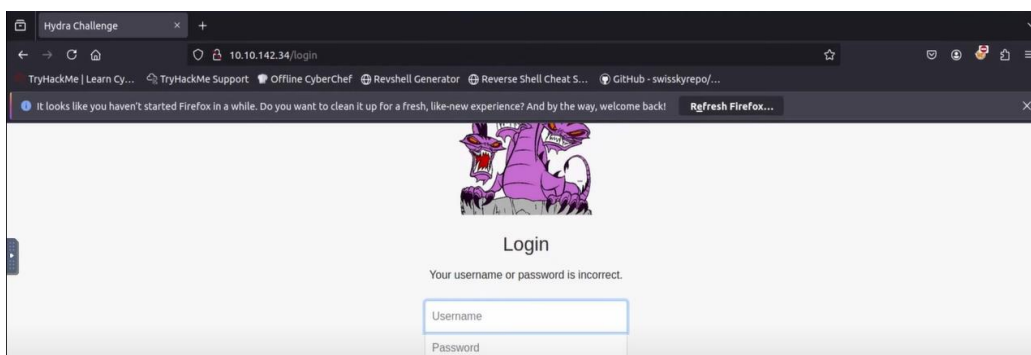 Hydra Challenge
10.10.142.34/login
TryHackMe | Learn Cy... TryHackMe Support Offline CyberChef Revshell Generator Reverse Shell Cheat S... GitHub - swisskyrepo/...
It looks like you haven't started Firefox in a while. Do you want to clean it up for a fresh, like-new experience? And by the way, welcome back! Refresh Firefox...
Login
Your username or password is incorrect.
Username
Password